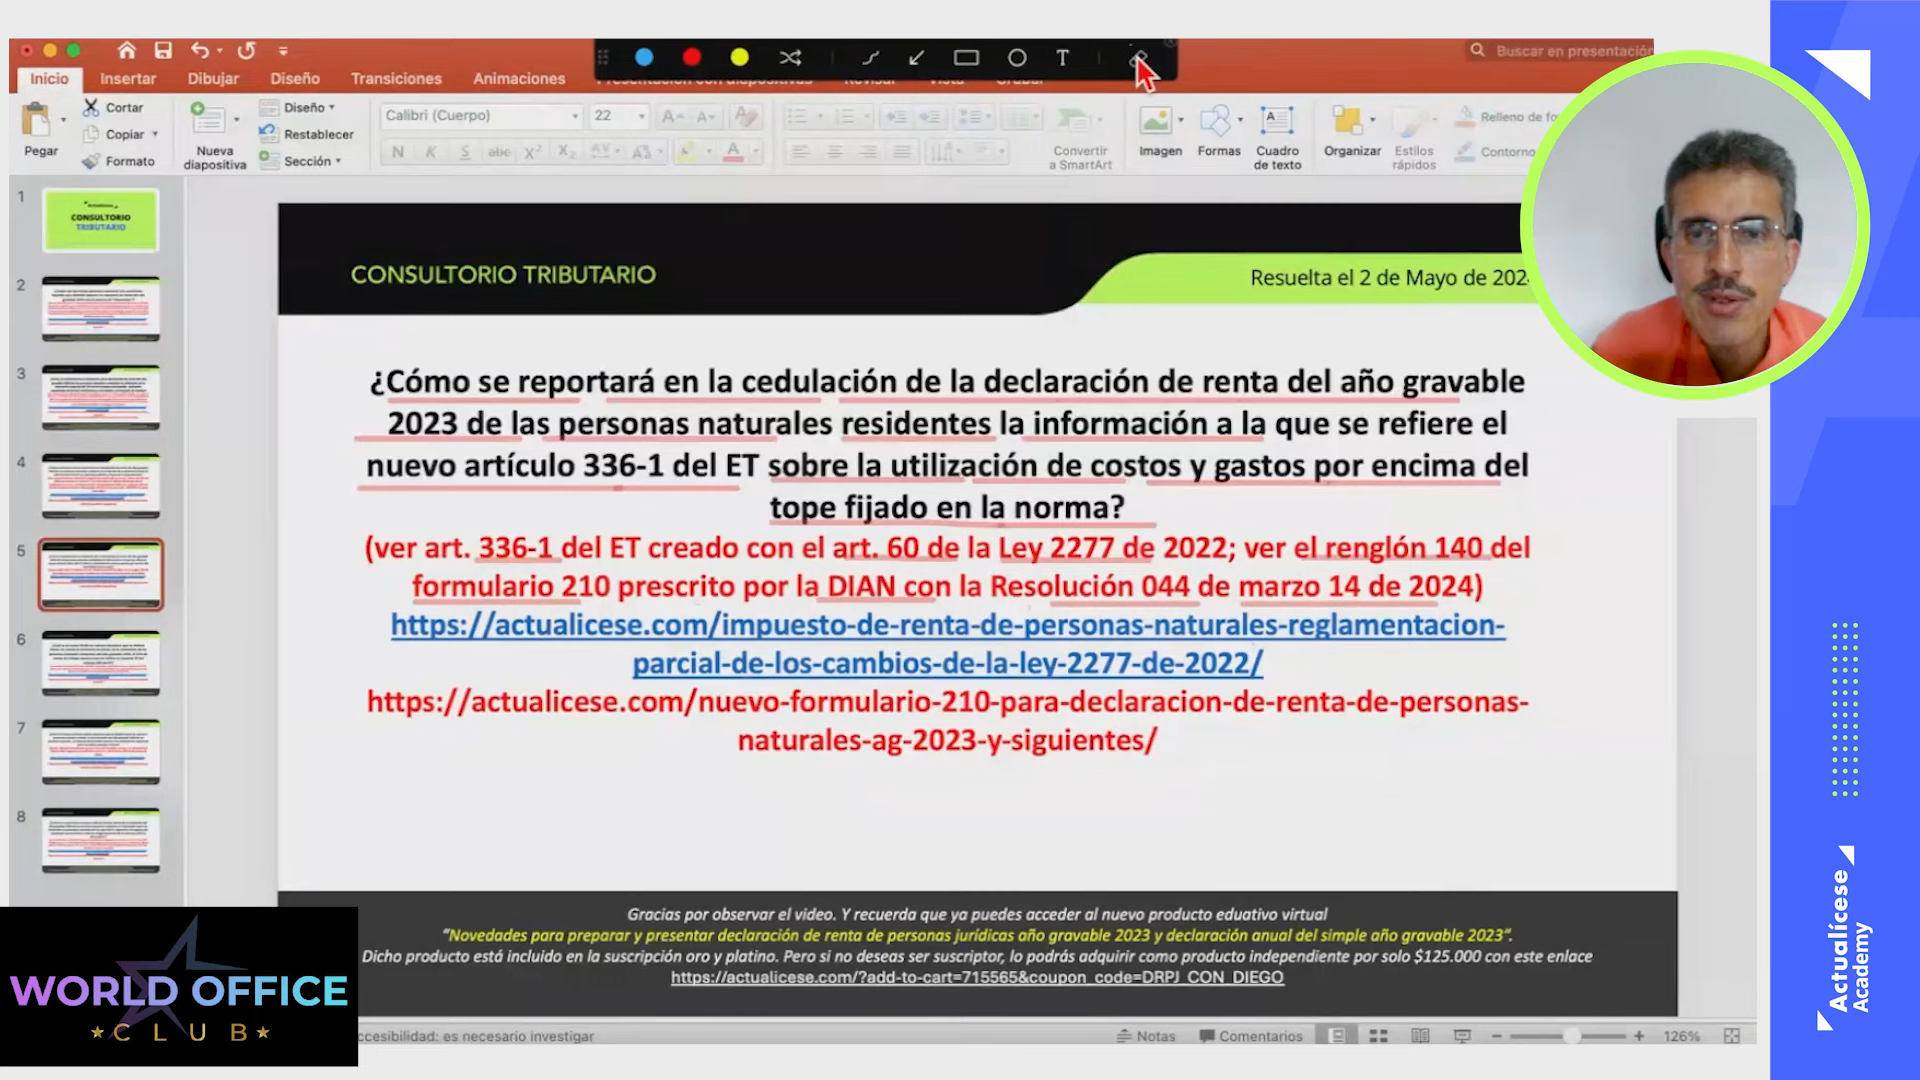 Buscar en presentación
Inicio
Insertar
Dibujar
Diseño
Transiciones
Animaciones
Pegar
Cortar
Copiar
Formato
Nueva
diapositiva
Diseño
Restablecer
Sección
Calibri (Cuerpo)
22
Convertir
a SmartArt
Imagen
Formas
Cuadro
de texto
Organizar
Estilos
rápidos
Relleno de fo
Contorno
1
CONSULTORIO
TRIBUTARIO
2
3
4
5
6
7
8
CONSULTORIO TRIBUTARIO
Resuelta el 2 de Mayo de 202
¿Cómo se reportará en la cedulación de la declaración de renta del año gravable
2023 de las personas naturales residentes la información a la que se refiere el
nuevo artículo 336-1 del ET sobre la utilización de costos y gastos por encima del
tope fijado en la norma?
(ver art. 336-1 del ET creado con el art. 60 de la Ley 2277 de 2022; ver el renglón 140 del
formulario 210 prescrito por la DIAN con la Resolución 044 de marzo 14 de 2024)
https://actualicese.com/impuesto-de-renta-de-personas-naturales-reglamentacion-
parcial-de-los-cambios-de-la-ley-2277-de-2022/
https://actualicese.com/nuevo-formulario-210-para-declaracion-de-renta-de-personas-
naturales-ag-2023-y-siguientes/
Gracias por observar el video. Y recuerda que ya puedes acceder al nuevo producto eduativo virtual
"Novedades para preparar y presentar declaración de renta de personas jurídicas año gravable 2023 y declaración anual del simple año gravable 2023".
Dicho producto está incluido en la suscripción oro y platino. Pero si no deseas ser suscriptor, lo podrás adquirir como producto independiente por solo $125.000 con este enlace
https://actualicese.com/?add-to-cart=715565&coupon_code=DRPJ_CON_DIEGO
WORLD OFFICE
CLUB
ccesibilidad: es necesario investigar
Notas
Comentarios
126%
Actualícese
Academy